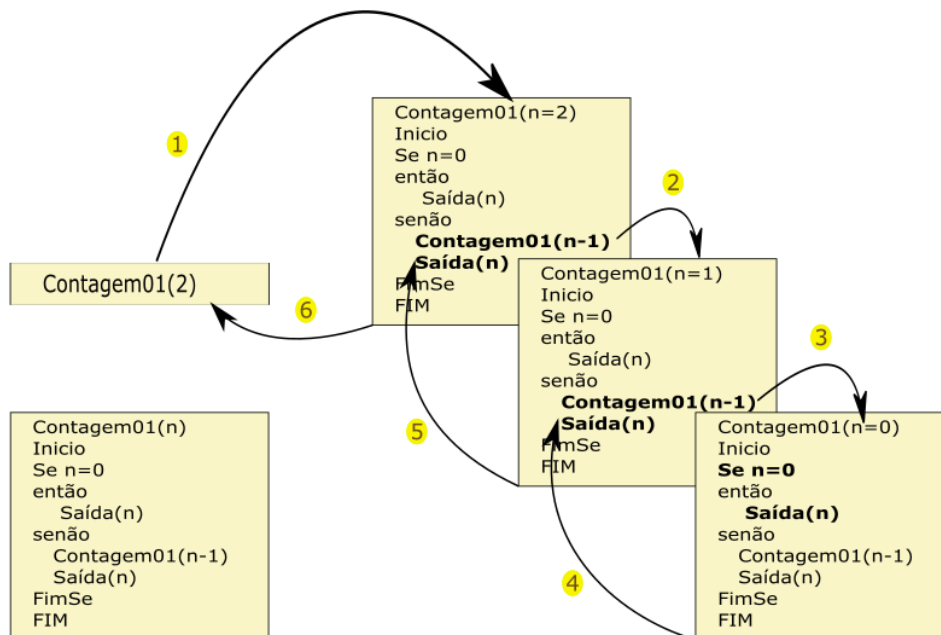 1
Contagem01(n=2)
Inicio
Se n=0
então
Saída(n)
senão
Contagem01(n-1)
Saída(n)
FimSe
FIM
2
Contagem01(2)
6
Contagem01(n=1)
Inicio
Se n=0
então
Saída(n)
senão
Contagem01(n-1)
Saída(n)
FimSe
FIM
3
5
Contagem01(n=0)
Inicio
Se n=0
então
Saída(n)
senão
Contagem01(n-1)
Saída(n)
FimSe
FIM
4
Contagem01(n)
Inicio
Se n=0
então
Saída(n)
senão
Contagem01(n-1)
Saída(n)
FimSe
FIM